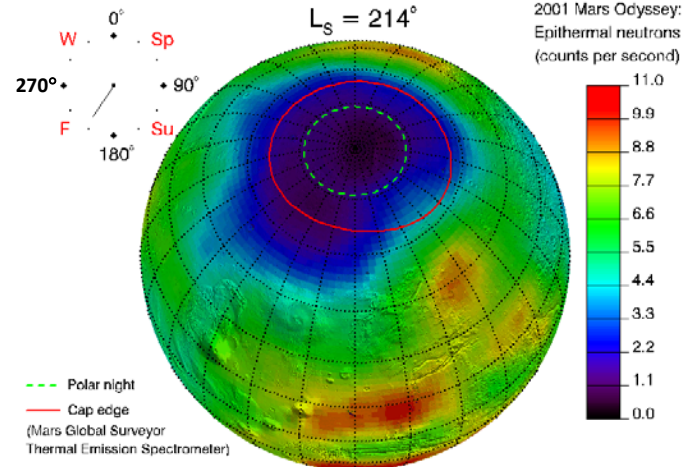 L_S = 214°
0°
W
Sp
270°
90°
F
Su
180°
2001 Mars Odyssey:
Epithermal neutrons
(counts per second)
11.0
9.9
8.8
7.7
6.6
5.5
4.4
3.3
2.2
1.1
0.0
Polar night
Cap edge
(Mars Global Surveyor
Thermal Emission Spectrometer)